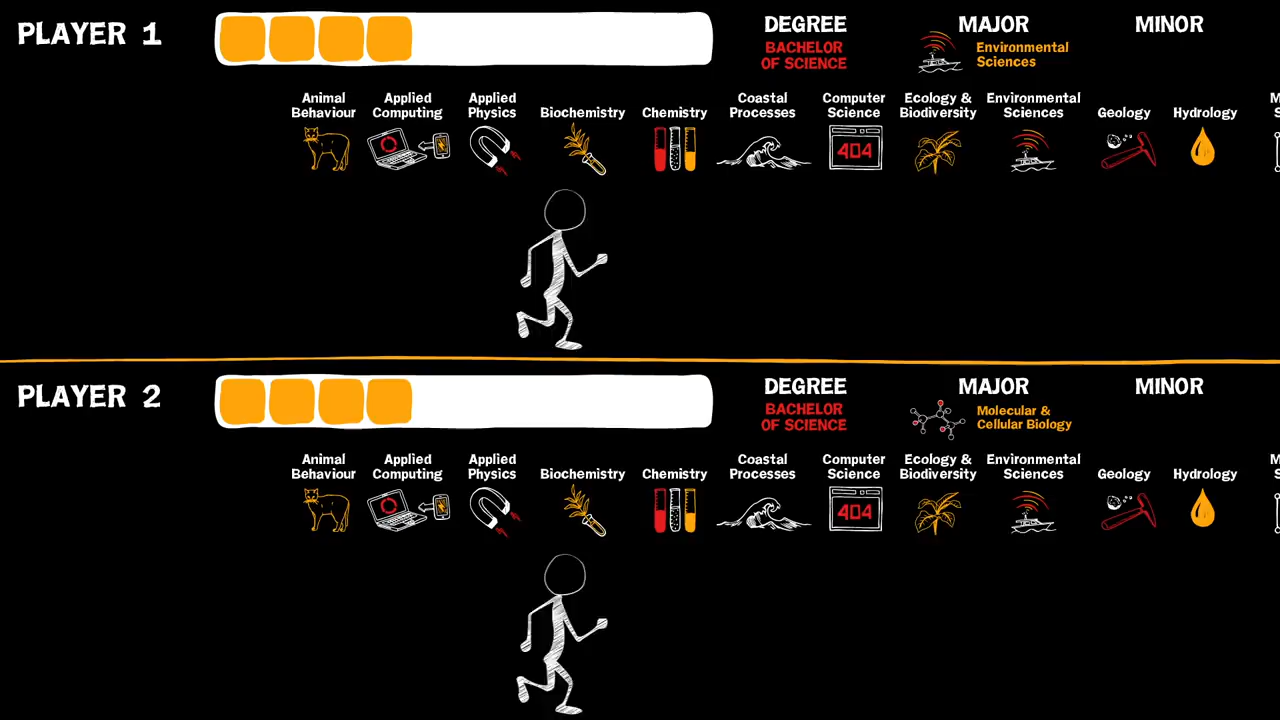 PLAYER 1
DEGREE
MAJOR
MINOR
BACHELOR
OF SCIENCE
Environmental
Sciences
Animal
Behaviour
Applied
Computing
Applied
Physics
Biochemistry
Chemistry
Coastal
Processes
Computer
Science
Ecology &
Biodiversity
Environmental
Sciences
Geology
Hydrology
404
PLAYER 2
DEGREE
MAJOR
MINOR
BACHELOR
OF SCIENCE
Molecular &
Cellular Biology
Animal
Behaviour
Applied
Computing
Applied
Physics
Biochemistry
Chemistry
Coastal
Processes
Computer
Science
Ecology &
Biodiversity
Environmental
Sciences
Geology
Hydrology
404